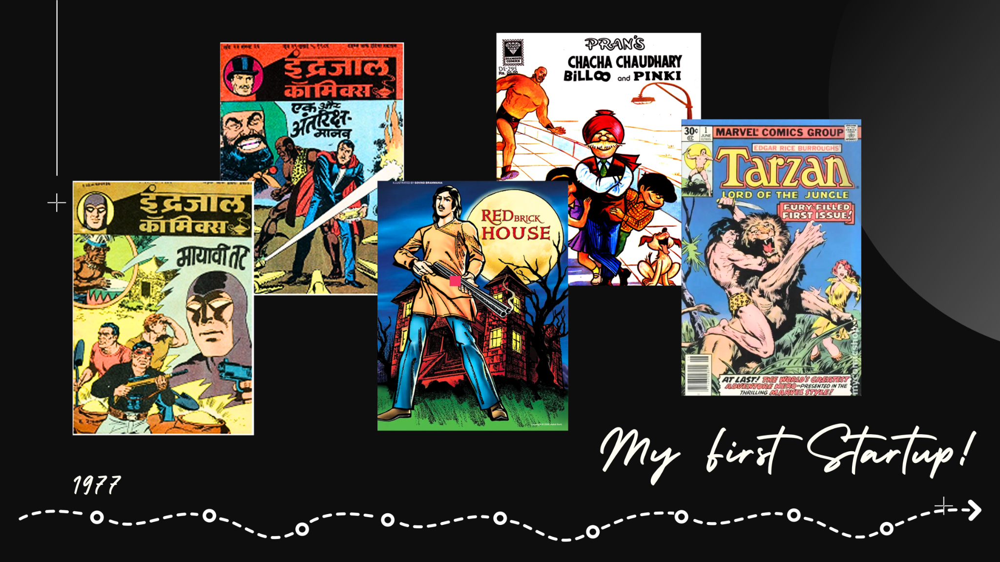 इंद्रजाल
कॉमिक्स
एक और
अंतरिक्ष-
मानव
इंद्रजाल
कॉमिक्स
मायावी तट
ILLUSTRATED BY GOVIND BRAHMANIA
RED BRICK
HOUSE
PRAN'S
DIAMOND
COMICS
DE-295
Rs. 20.00
CHACHA CHAUDHARY
BILLOO and PINKI
30¢
1
JUNE
02805
MARVEL® COMICS GROUP
EDGAR RICE BURROUGHS'
Tarzan
LORD OF THE JUNGLE
FURY-FILLED
FIRST ISSUE!
AT LAST! THE WORLD'S GREATEST
ADVENTURE HERO—PRESENTED IN THE
THRILLING MARVEL STYLE!
My first Startup!
1977